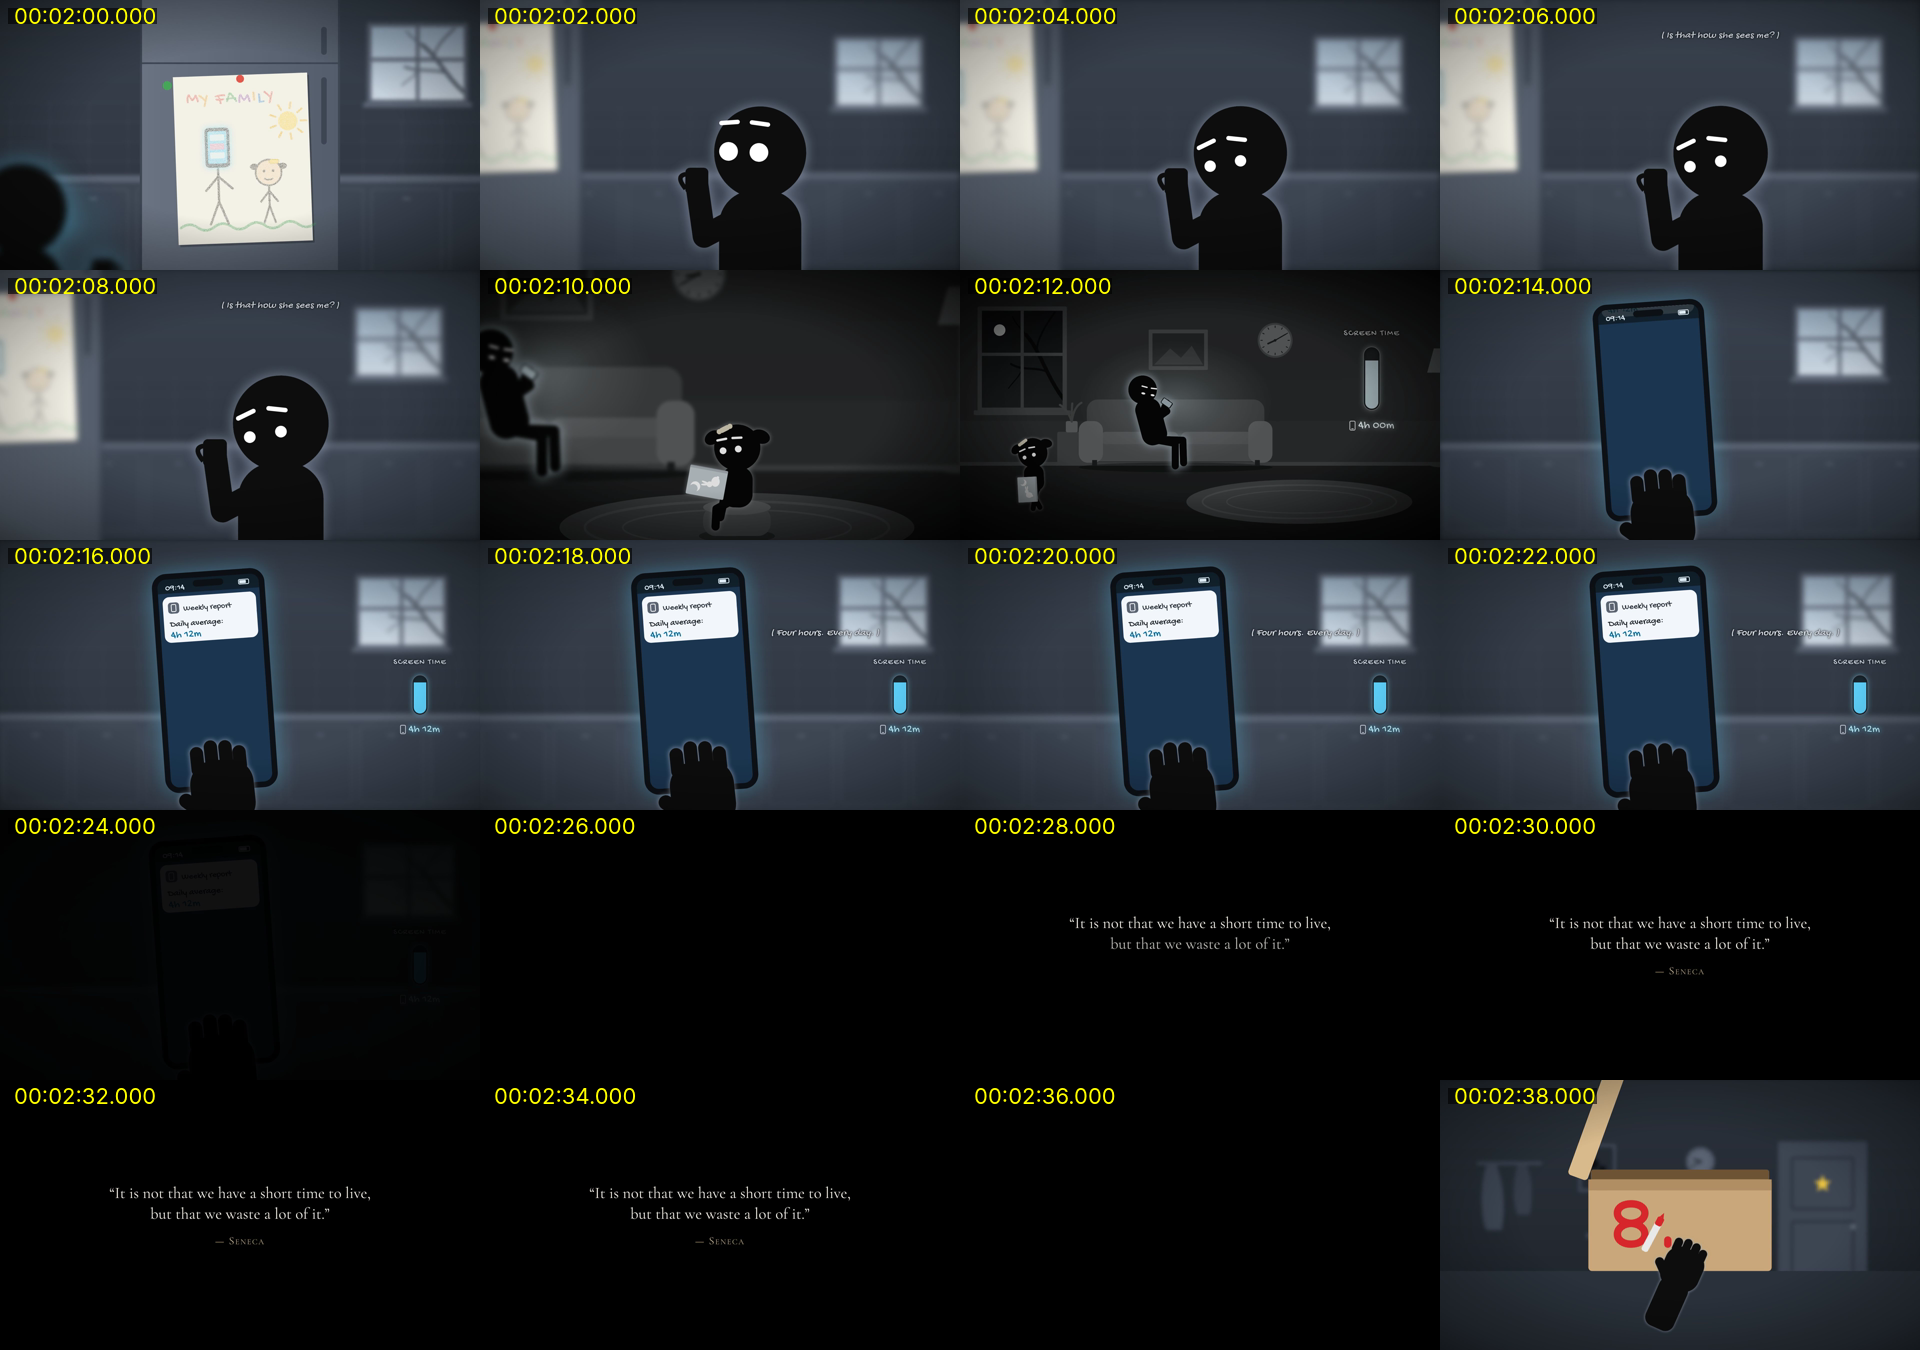 00:02:00.000
MY FAMILY
00:02:02.000
00:02:04.000
00:02:06.000
( Is that how she sees me? )
00:02:08.000
( Is that how she sees me? )
00:02:10.000
00:02:12.000
SCREEN TIME
4h 00m
00:02:14.000
09:14
00:02:16.000
09:14
Weekly report
Daily average:
4h 12m
SCREEN TIME
4h 12m
00:02:18.000
09:14
Weekly report
Daily average:
4h 12m
( Four hours. Every day. )
SCREEN TIME
4h 12m
00:02:20.000
09:14
Weekly report
Daily average:
4h 12m
( Four hours. Every day. )
SCREEN TIME
4h 12m
00:02:22.000
09:14
Weekly report
Daily average:
4h 12m
( Four hours. Every day. )
SCREEN TIME
4h 12m
00:02:24.000
Weekly report
Daily average:
4h 12m
00:02:26.000
00:02:28.000
“It is not that we have a short time to live,
but that we waste a lot of it.”
00:02:30.000
“It is not that we have a short time to live,
but that we waste a lot of it.”
— Seneca
00:02:32.000
“It is not that we have a short time to live,
but that we waste a lot of it.”
— Seneca
00:02:34.000
“It is not that we have a short time to live,
but that we waste a lot of it.”
— Seneca
00:02:36.000
00:02:38.000
8